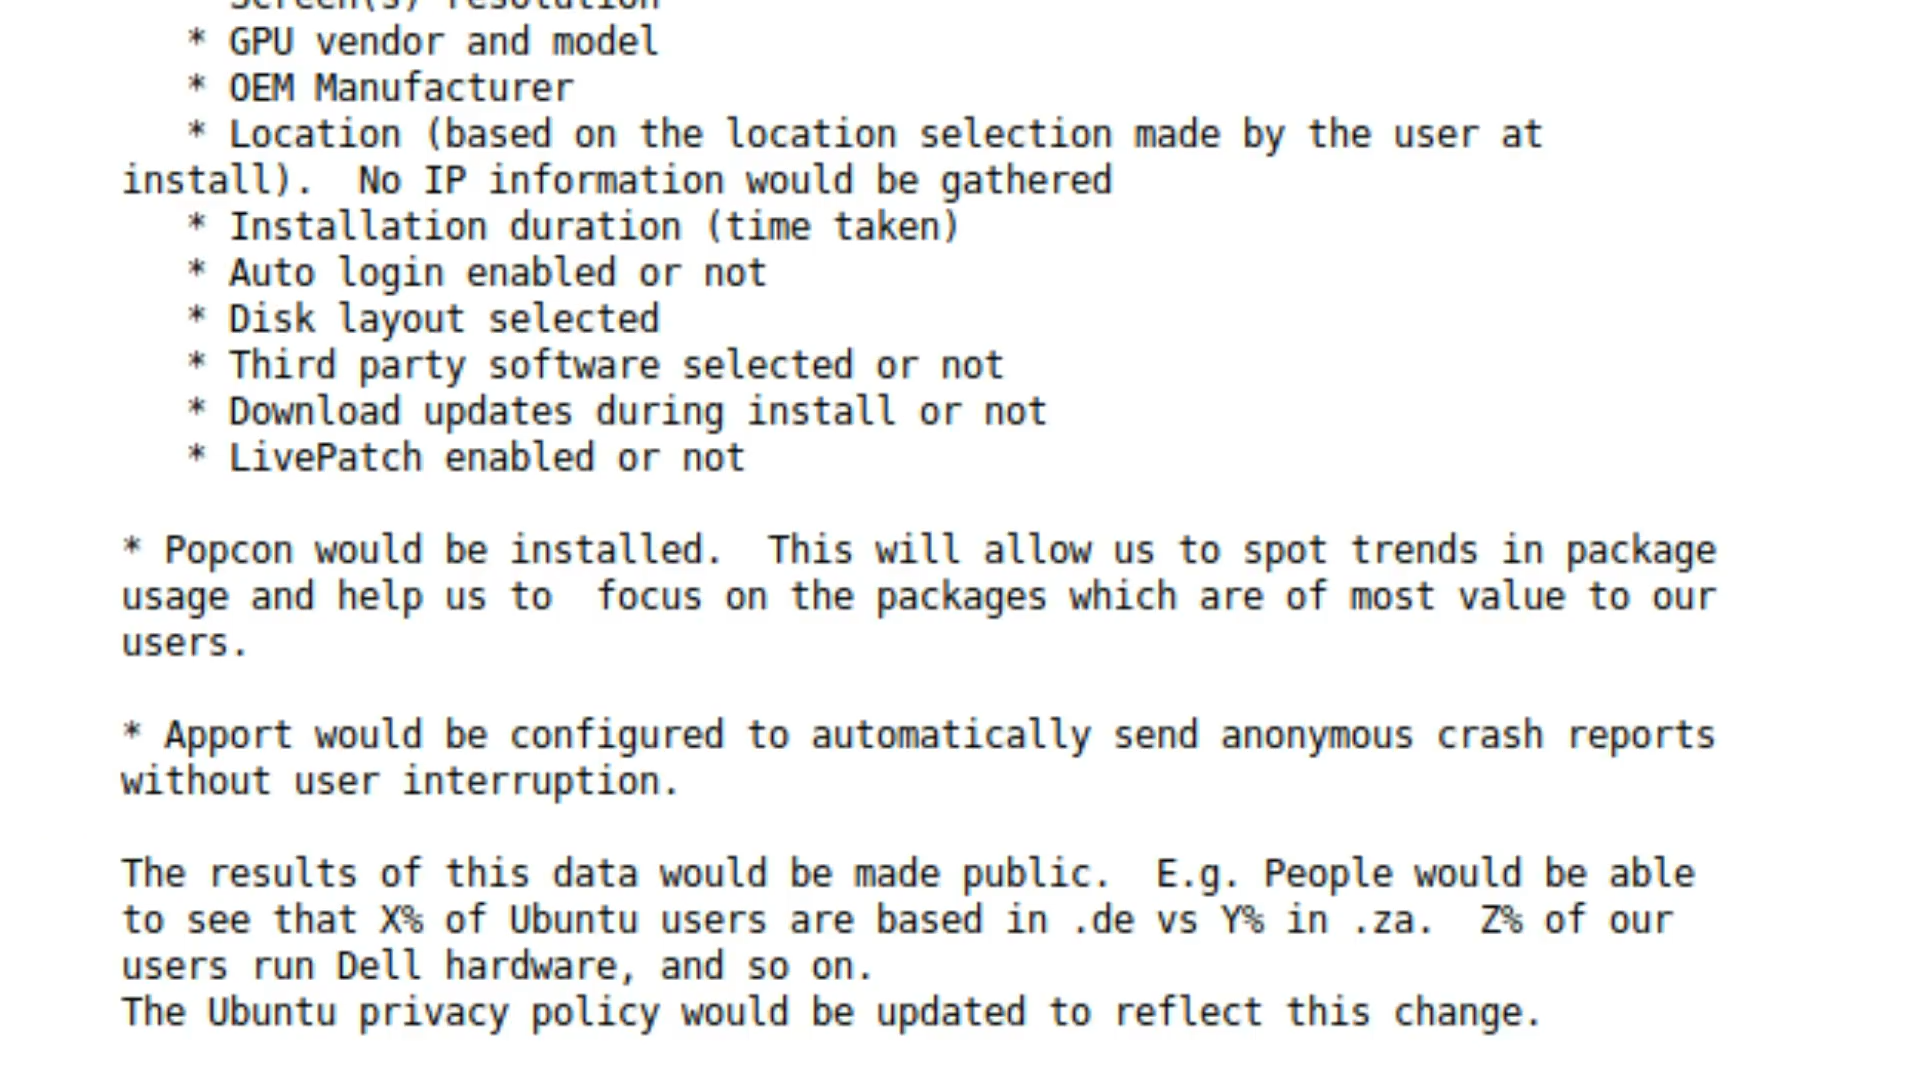 Screen(s) resolution
* GPU vendor and model
* OEM Manufacturer
* Location (based on the location selection made by the user at
install).  No IP information would be gathered
* Installation duration (time taken)
* Auto login enabled or not
* Disk layout selected
* Third party software selected or not
* Download updates during install or not
* LivePatch enabled or not
* Popcon would be installed.  This will allow us to spot trends in package
usage and help us to  focus on the packages which are of most value to our
users.
* Apport would be configured to automatically send anonymous crash reports
without user interruption.
The results of this data would be made public.  E.g. People would be able
to see that X% of Ubuntu users are based in .de vs Y% in .za.  Z% of our
users run Dell hardware, and so on.
The Ubuntu privacy policy would be updated to reflect this change.